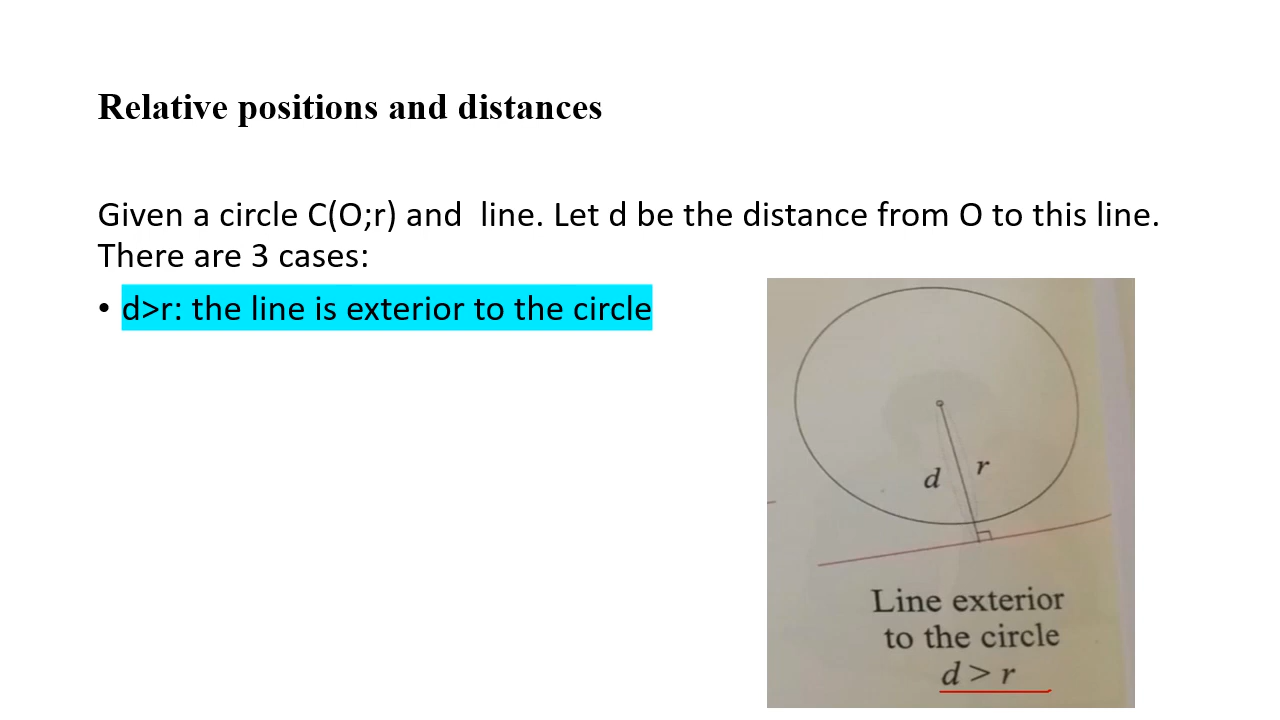 Relative positions and distances
Given a circle C(O;r) and  line. Let d be the distance from O to this line.
There are 3 cases:
• d>r: the line is exterior to the circle
d
r
Line exterior
to the circle
d > r